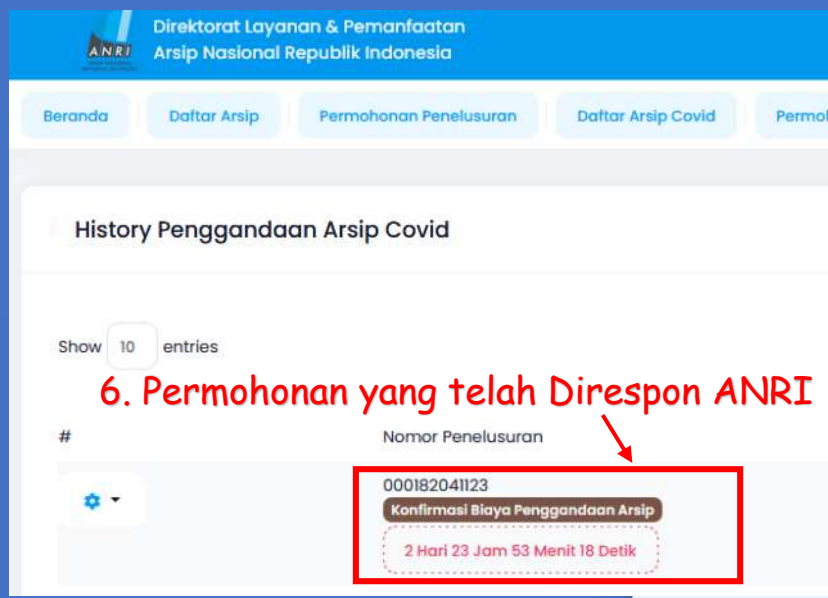 Direktorat Layanan & Pemanfaatan
ANRI Arsip Nasional Republik Indonesia
Beranda Daftar Arsip Permohonan Penelusuran Daftar Arsip Covid Permoh
History Penggandaan Arsip Covid
Show 10 entries
6. Permohonan yang telah Direspon ANRI
# Nomor Penelusuran
000182041123
Konfirmasi Biaya Penggandaan Arsip
2 Hari 23 Jam 53 Menit 18 Detik